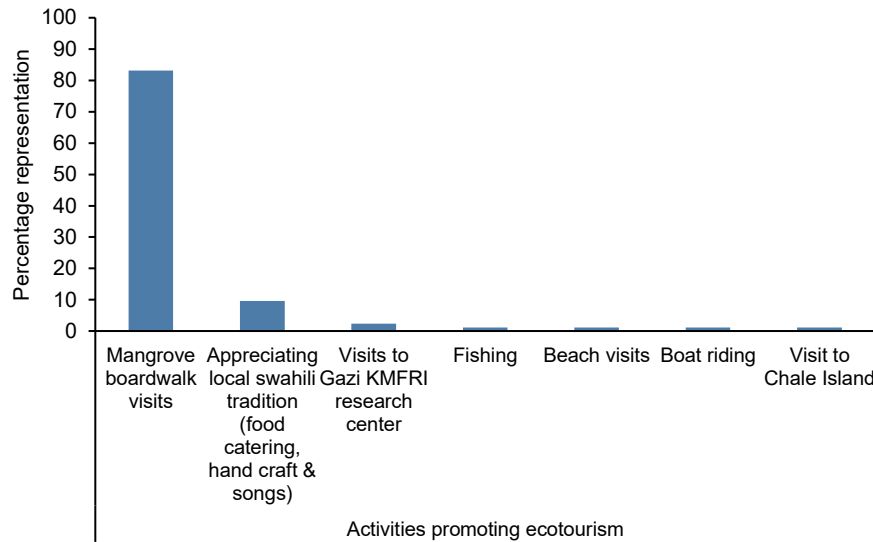 Percentage representation
100
90
80
70
60
50
40
30
20
10
0
Mangrove
boardwalk
visits
Appreciating
local swahili
tradition
(food
catering,
hand craft &
songs)
Visits to
Gazi KMFRI
research
center
Fishing
Beach visits
Boat riding
Visit to
Chale Island
Activities promoting ecotourism